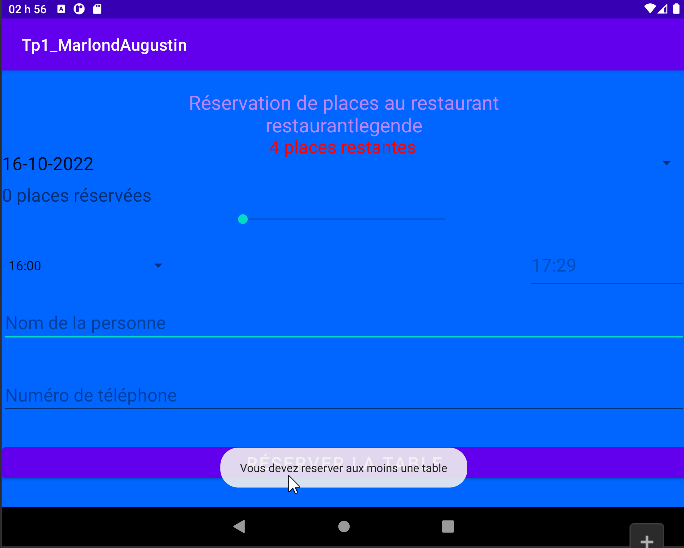 02 h 56
Tp1_MarlondAugustin
Réservation de places au restaurant
restaurantlegende
4 places restantes
16-10-2022
0 places réservées
16:00
17:29
Nom de la personne
Numéro de téléphone
RÉSERVER LA TABLE
Vous devez reserver aux moins une table